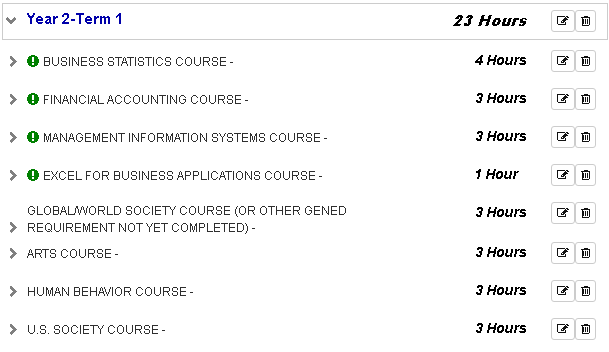 Year 2-Term 1 23 Hours
BUSINESS STATISTICS COURSE - 4 Hours
FINANCIAL ACCOUNTING COURSE - 3 Hours
MANAGEMENT INFORMATION SYSTEMS COURSE - 3 Hours
EXCEL FOR BUSINESS APPLICATIONS COURSE - 1 Hour
GLOBAL/WORLD SOCIETY COURSE (OR OTHER GENED 3 Hours
REQUIREMENT NOT YET COMPLETED) -
ARTS COURSE - 3 Hours
HUMAN BEHAVIOR COURSE - 3 Hours
U.S. SOCIETY COURSE - 3 Hours